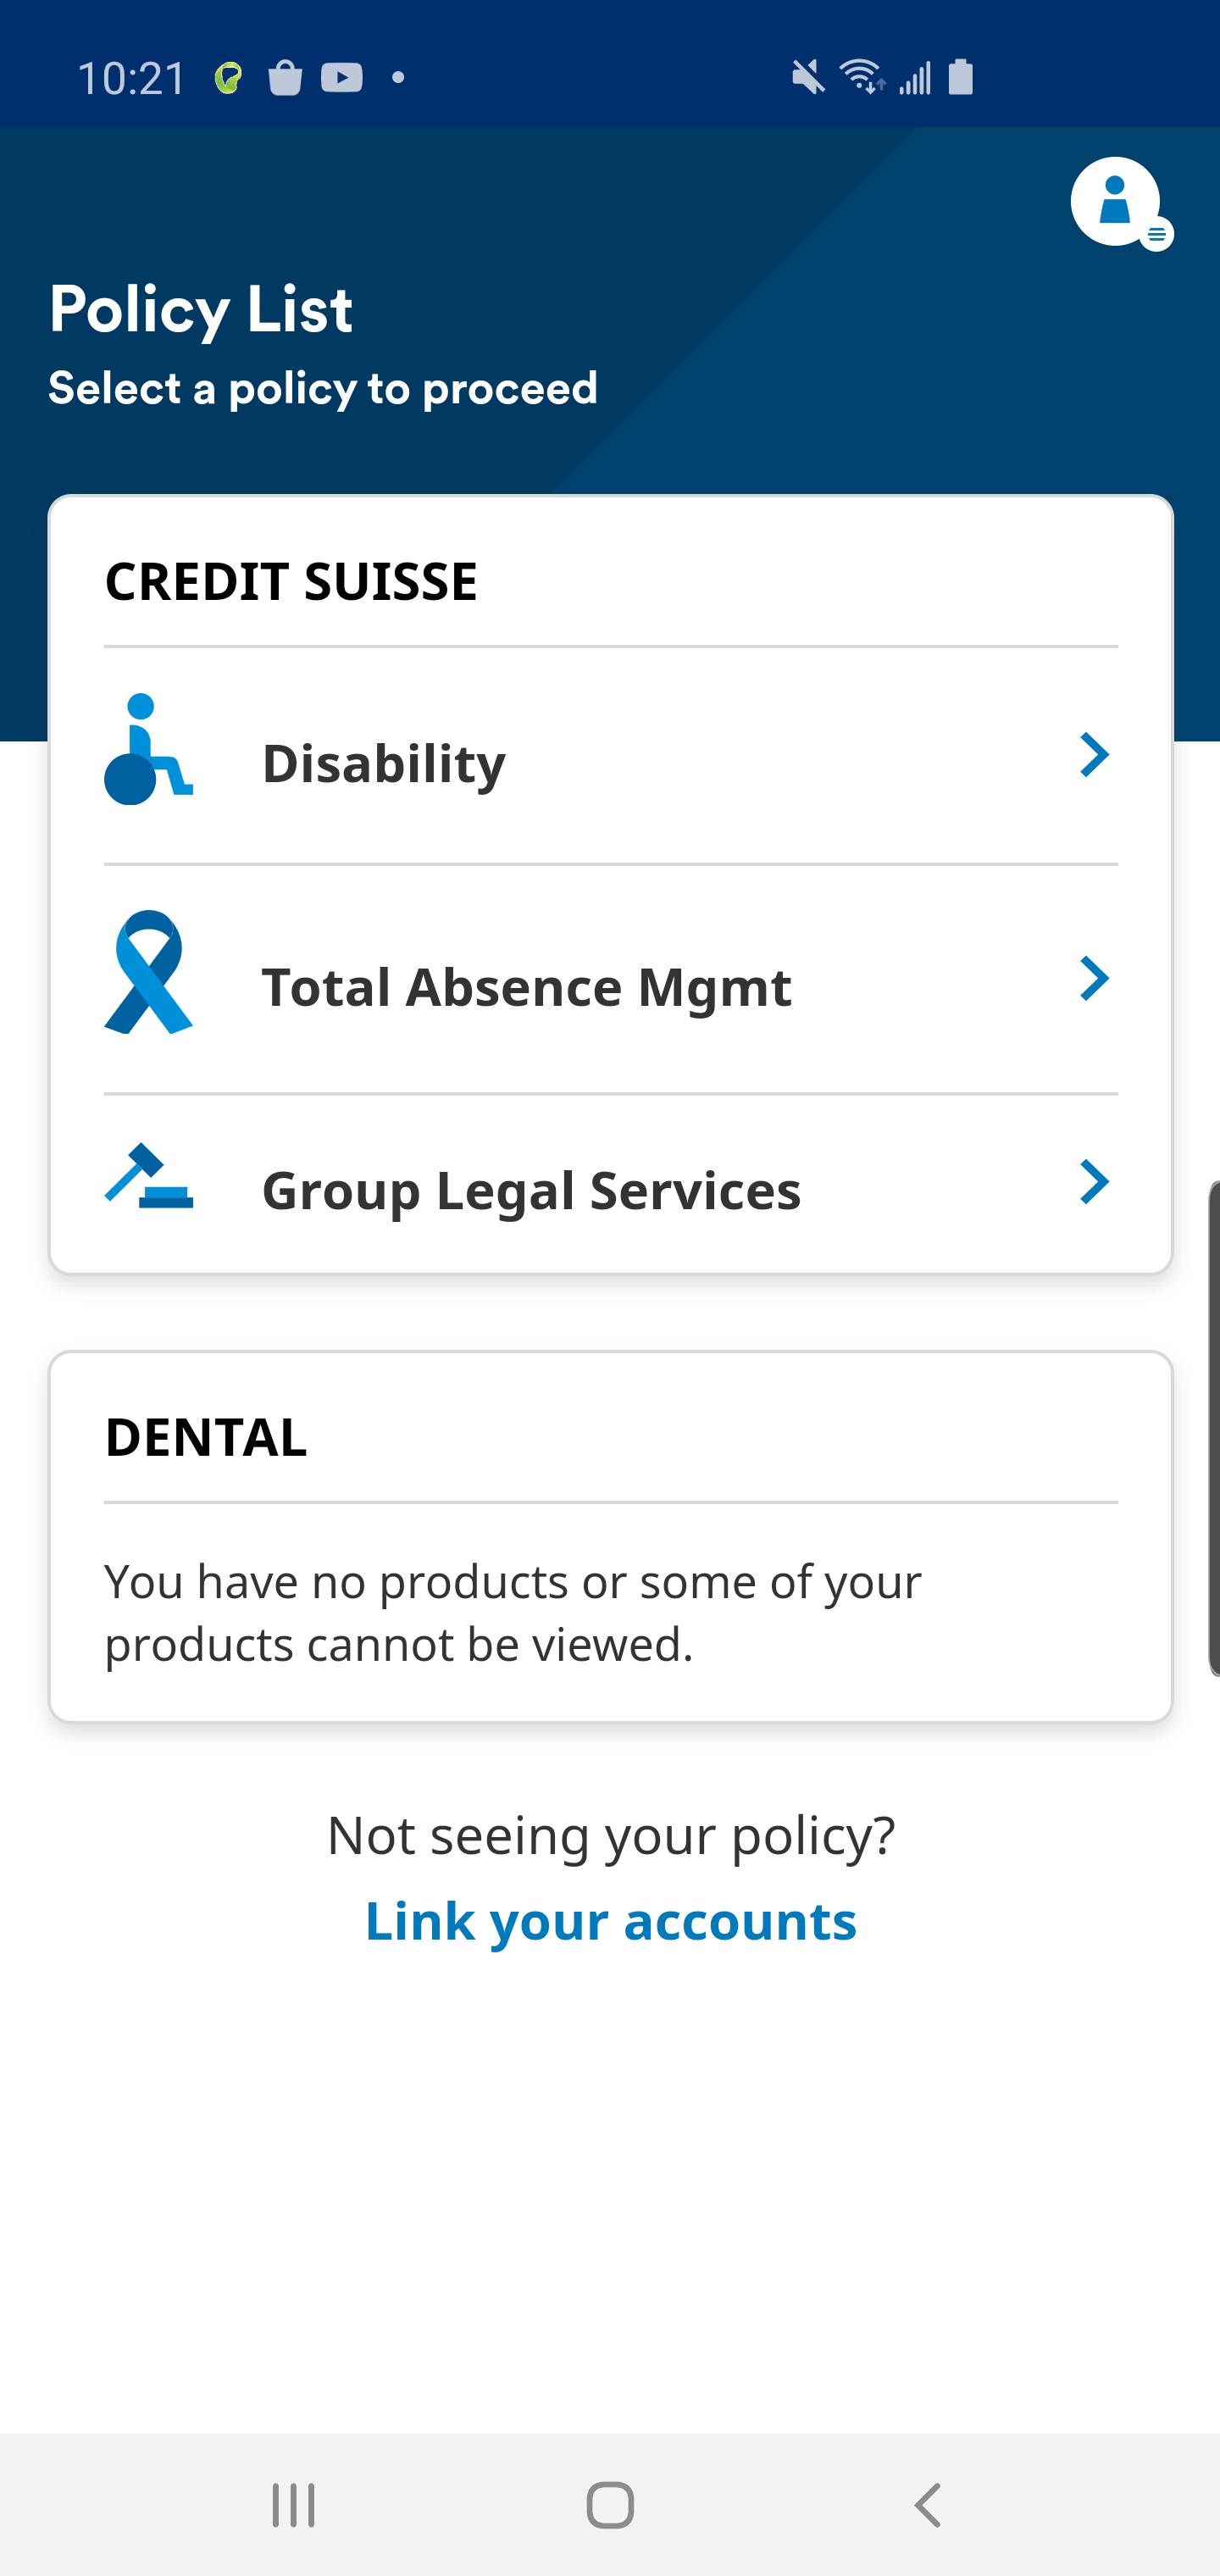 10:21
Policy List
Select a policy to proceed
CREDIT SUISSE
Disability
Total Absence Mgmt
Group Legal Services
DENTAL
You have no products or some of your
products cannot be viewed.
Not seeing your policy?
Link your accounts